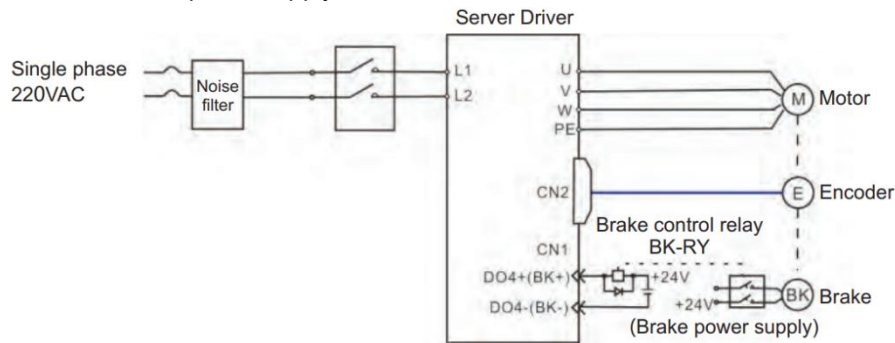 Server Driver
Single phase
220VAC
Noise
filter
L1
L2
U
V
W
PE
M
Motor
CN2
E
Encoder
Brake control relay
BK-RY
CN1
DO4+(BK+)
+24V
DO4-(BK-)
+24V
BK
Brake
(Brake power supply)